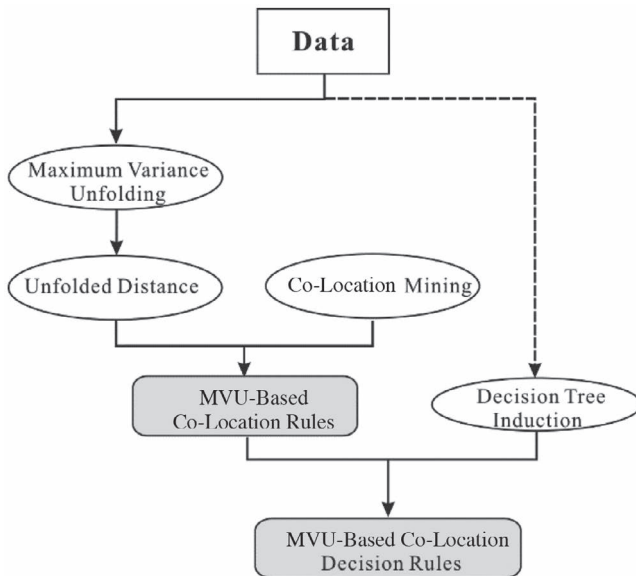 Data
Maximum Variance
Unfolding
Unfolded Distance
Co-Location Mining
MVU-Based
Co-Location Rules
Decision Tree
Induction
MVU-Based Co-Location
Decision Rules